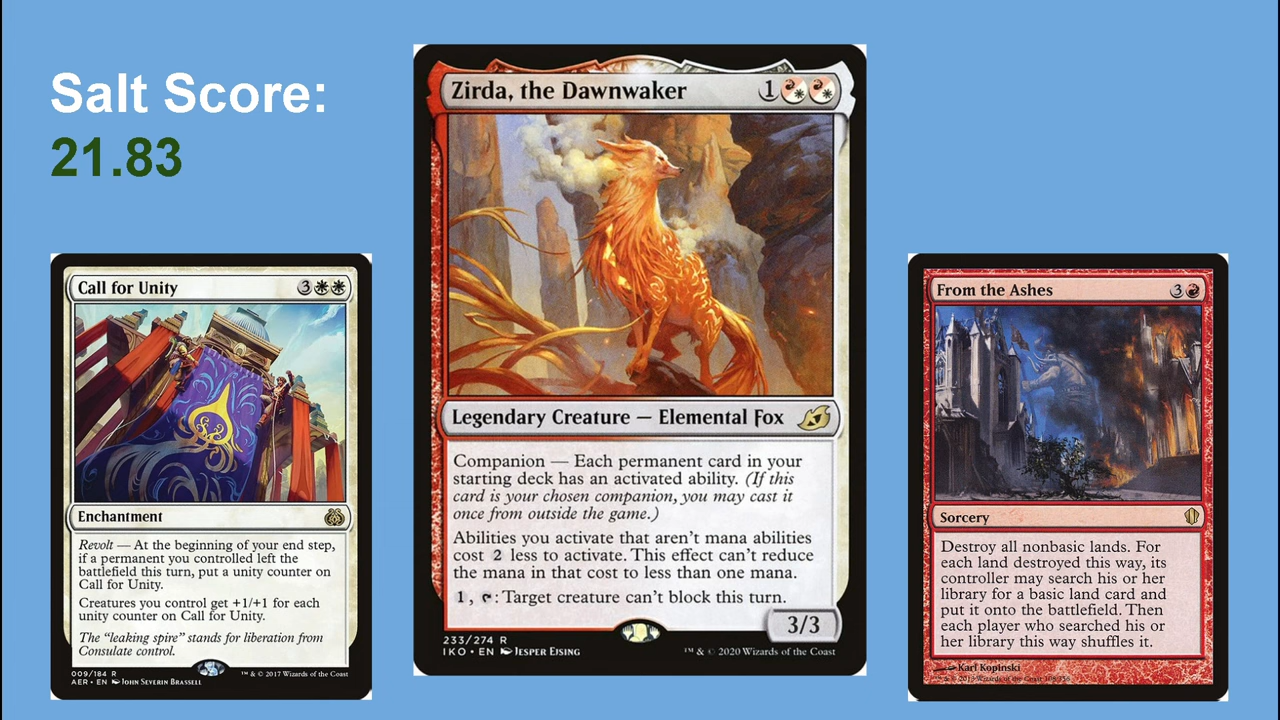 Salt Score:
21.83
Call for Unity 3
Enchantment
Revolt — At the beginning of your end step,
if a permanent you controlled left the
battlefield this turn, put a unity counter on
Call for Unity.
Creatures you control get +1/+1 for each
unity counter on Call for Unity.
The “leaking spire” stands for liberation from
Consulate control.
009/184 R
AER • EN John Severin Brassell
™ & © 2017 Wizards of the Coast
Zirda, the Dawnwaker 1
Legendary Creature — Elemental Fox
Companion — Each permanent card in your
starting deck has an activated ability. (If this
card is your chosen companion, you may cast it
once from outside the game.)
Abilities you activate that aren’t mana abilities
cost 2 less to activate. This effect can’t reduce
the mana in that cost to less than one mana.
1, : Target creature can’t block this turn.
3/3
233/274 R
IKO • EN Jesper Eising
™ & © 2020 Wizards of the Coast
From the Ashes 3
Sorcery
Destroy all nonbasic lands. For
each land destroyed this way, its
controller may search his or her
library for a basic land card and
put it onto the battlefield. Then
each player who searched his or
her library this way shuffles it.
Karl Kopinski
Wizards of the Coast